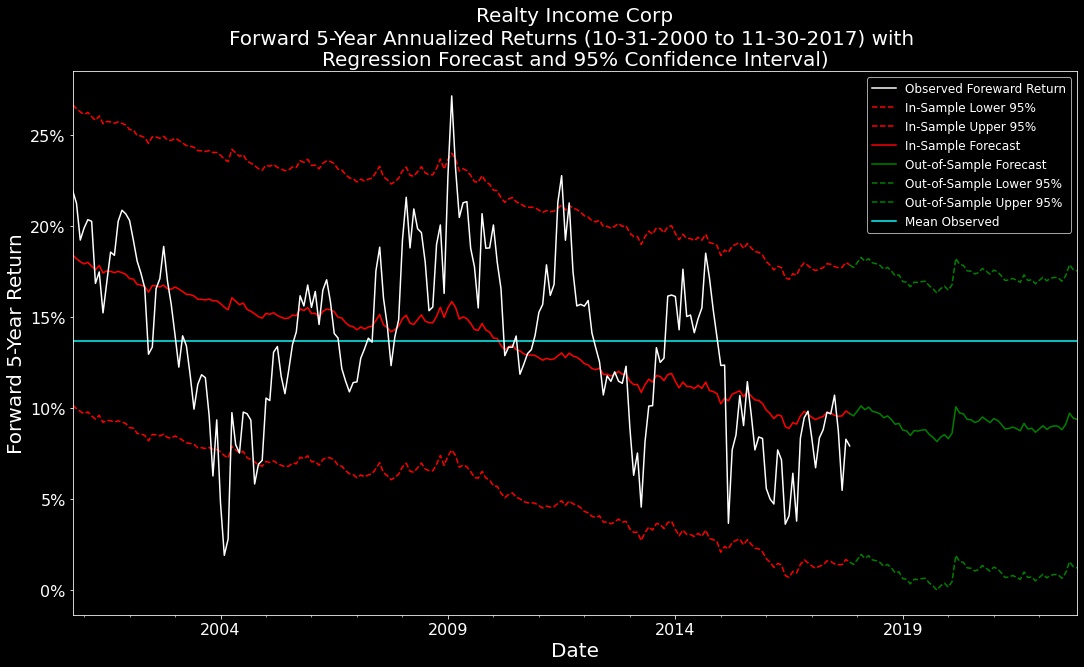 Realty Income Corp
Forward 5-Year Annualized Returns (10-31-2000 to 11-30-2017) with
Regression Forecast and 95% Confidence Interval)
Observed Foreward Return
In-Sample Lower 95%
In-Sample Upper 95%
In-Sample Forecast
Out-of-Sample Forecast
Out-of-Sample Lower 95%
Out-of-Sample Upper 95%
Mean Observed
Forward 5-Year Return
25%
20%
15%
10%
5%
0%
2004
2009
2014
2019
Date